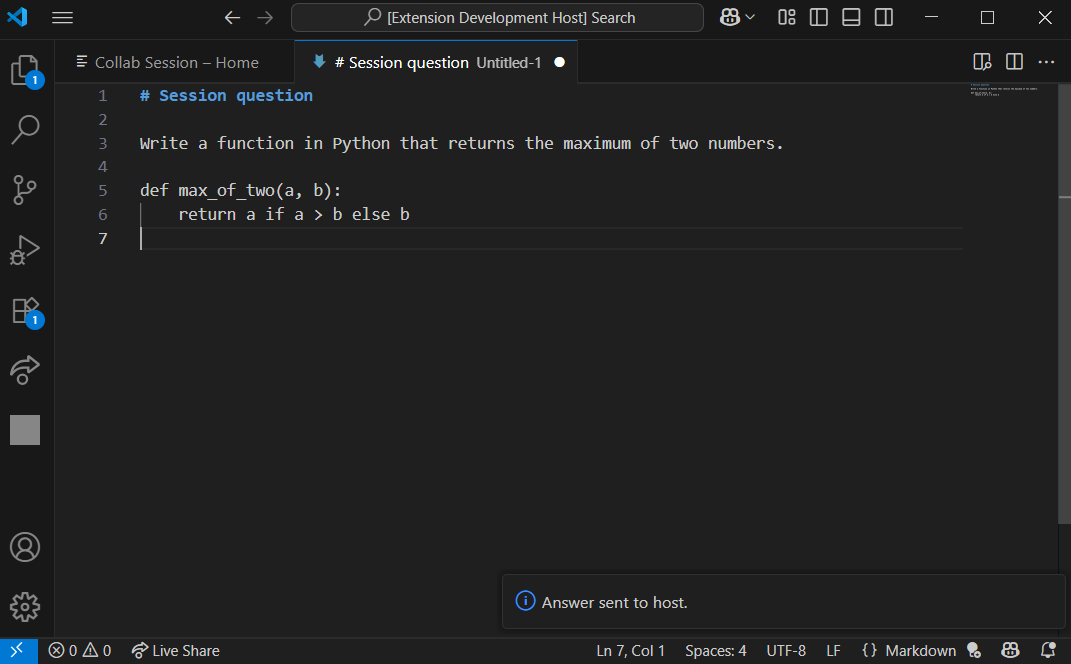 [Extension Development Host] Search
Collab Session – Home
# Session question Untitled-1
1 # Session question
2
3 Write a function in Python that returns the maximum of two numbers.
4
5 def max_of_two(a, b):
6     return a if a > b else b
7
1
1
Answer sent to host.
0 0 Live Share Ln 7, Col 1 Spaces: 4 UTF-8 LF {} Markdown